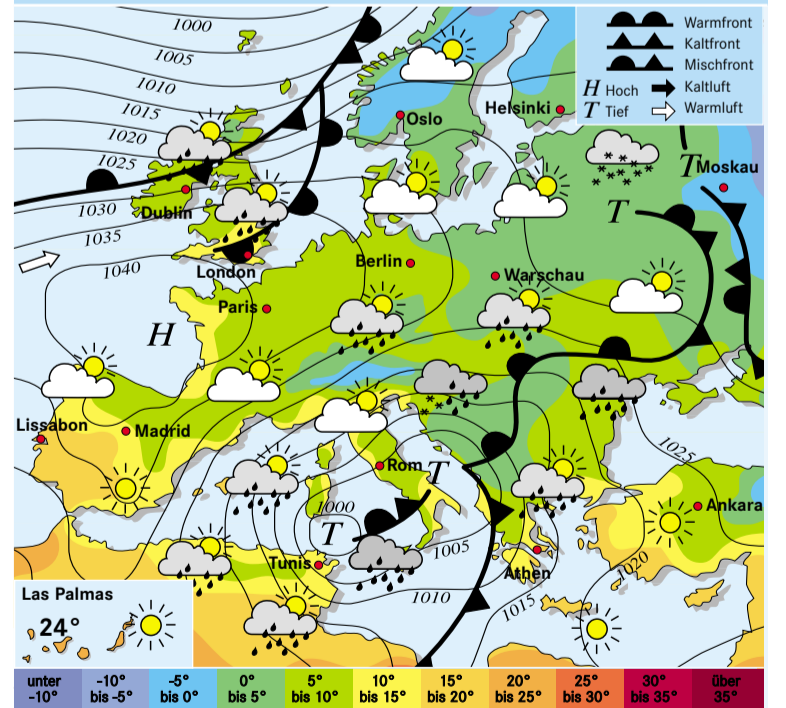 1000
1005
1010
1015
1020
1025
1030
1035
1040
Warmfront
Kaltfront
Mischfront
H Hoch
Kaltluft
T Tief
Warmluft
Oslo
Helsinki
T
Moskau
T
Dublin
London
Berlin
Warschau
Paris
H
Lissabon
Madrid
Rom
T
1025
1000
T
Ankara
1005
Tunis
Athen
1020
1010
1015
Las Palmas
24°
unter -10°
-10° bis -5°
-5° bis 0°
0° bis 5°
5° bis 10°
10° bis 15°
15° bis 20°
20° bis 25°
25° bis 30°
30° bis 35°
über 35°